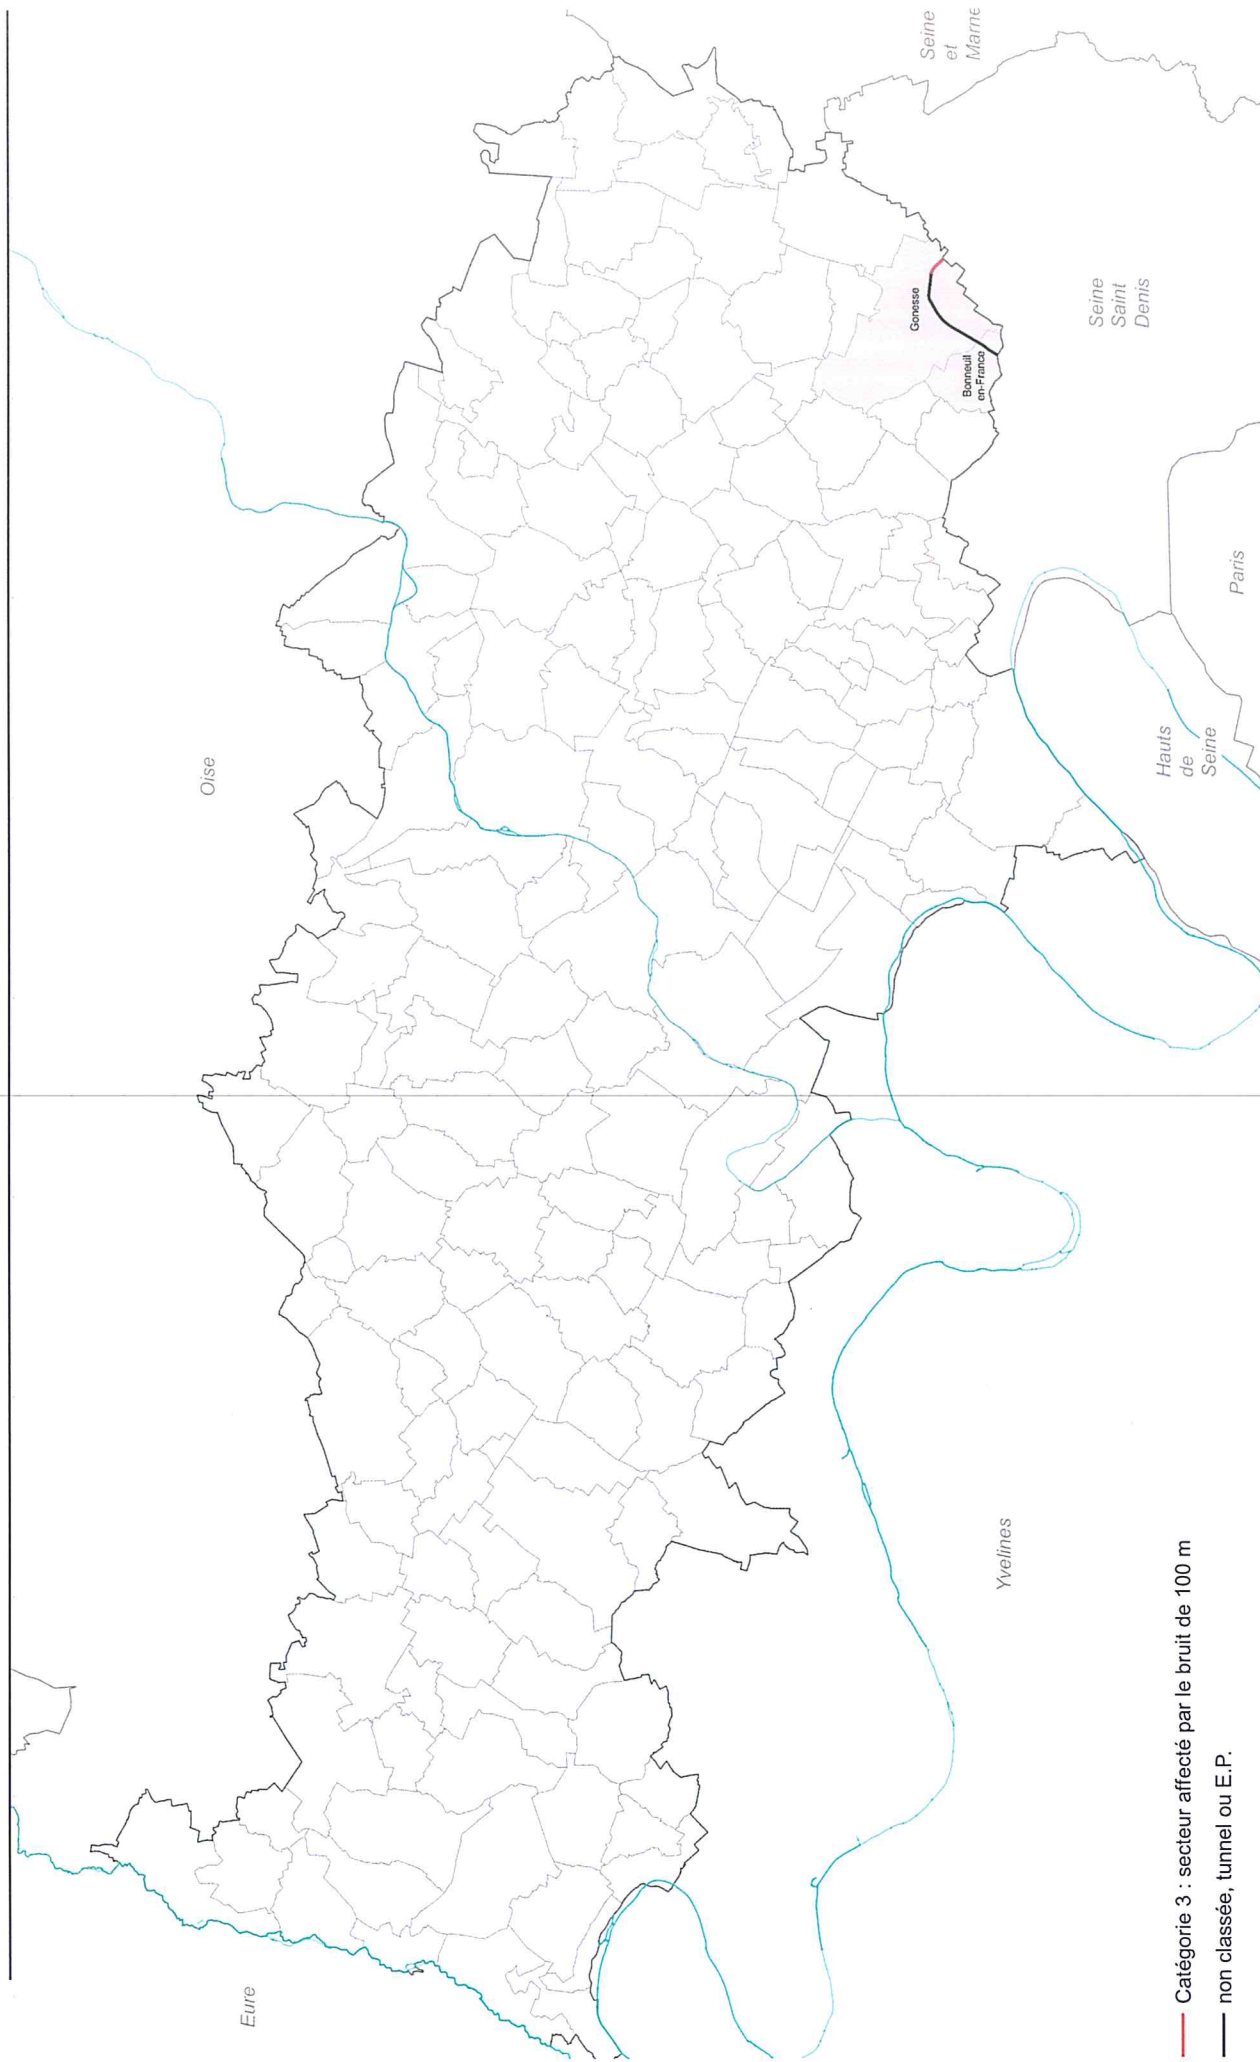 Oise
Eure
Seine
et
Marne
Gonesse
Bonneuil
en-France
Seine
Saint
Denis
Paris
Hauts
de
Seine
Yvelines
Catégorie 3 : secteur affecté par le bruit de 100 m
non classée, tunnel ou E.P.